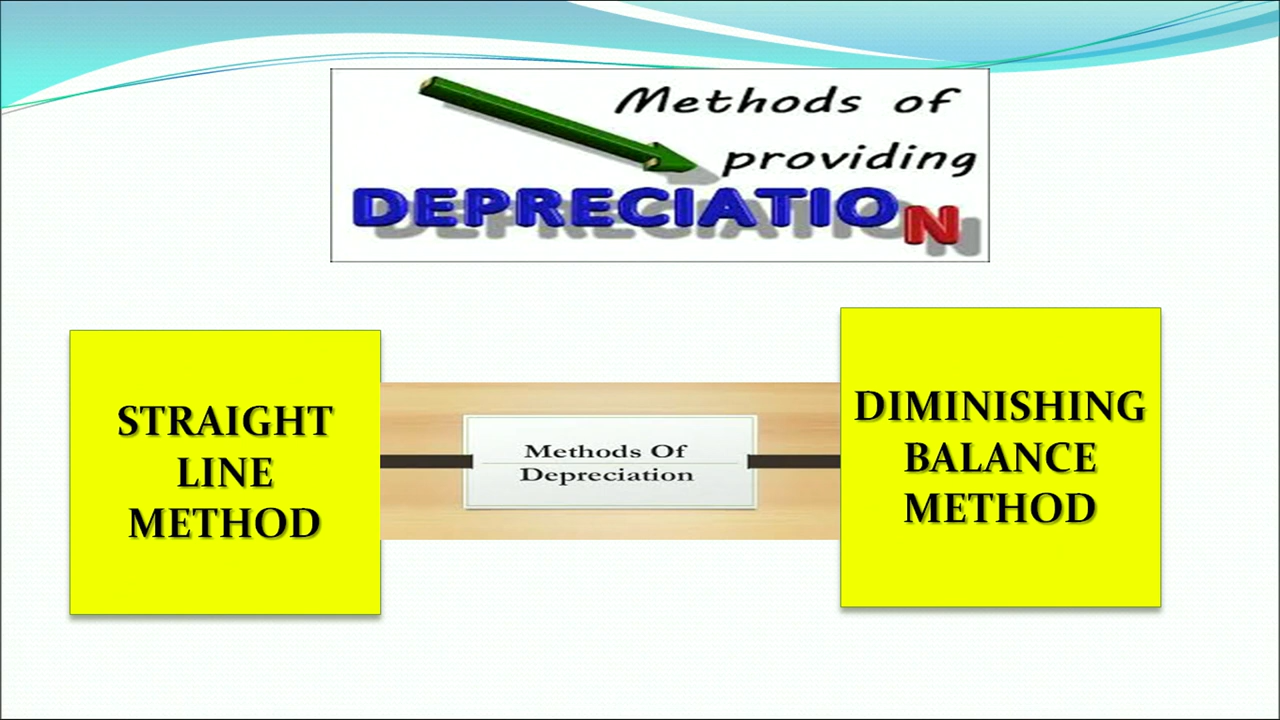 Methods of
providing
DEPRECIATION
STRAIGHT
LINE
METHOD
Methods Of
Depreciation
DIMINISHING
BALANCE
METHOD